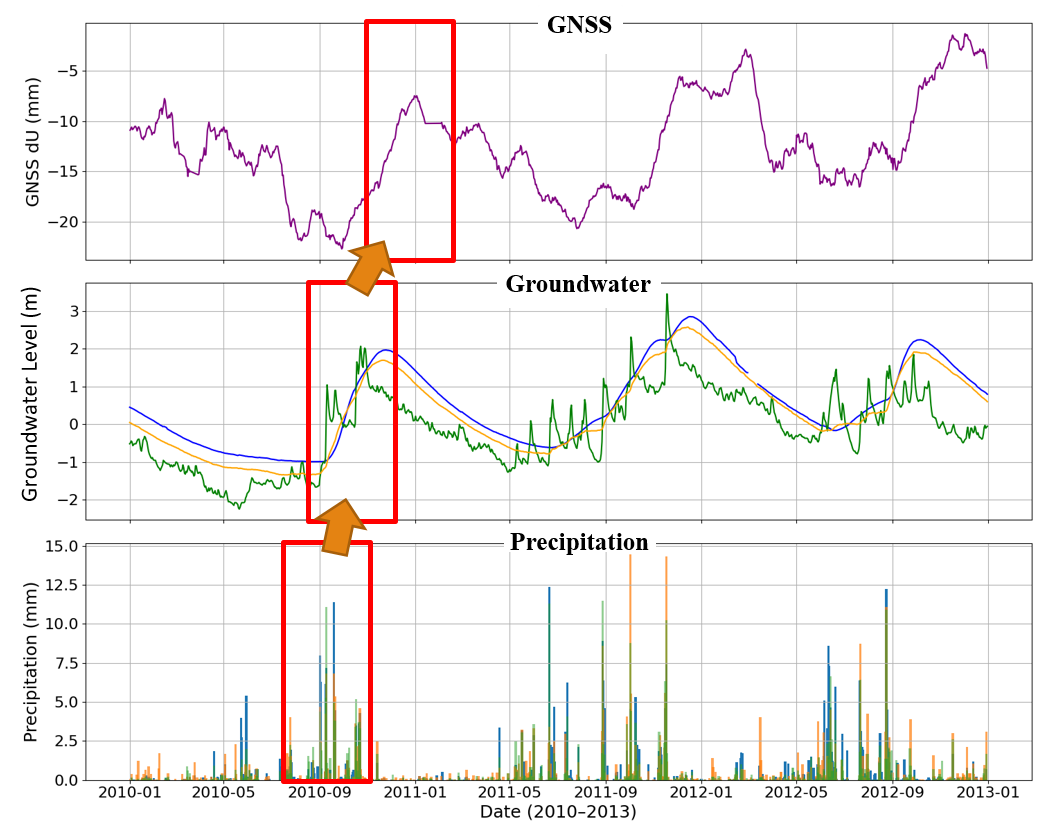 GNSS
GNSS dU (mm)
−5
−10
−15
−20
Groundwater
Groundwater Level (m)
3
2
1
0
−1
−2
Precipitation
Precipitation (mm)
15.0
12.5
10.0
7.5
5.0
2.5
0.0
2010-01 2010-05 2010-09 2011-01 2011-05 2011-09 2012-01 2012-05 2012-09 2013-01
Date (2010–2013)